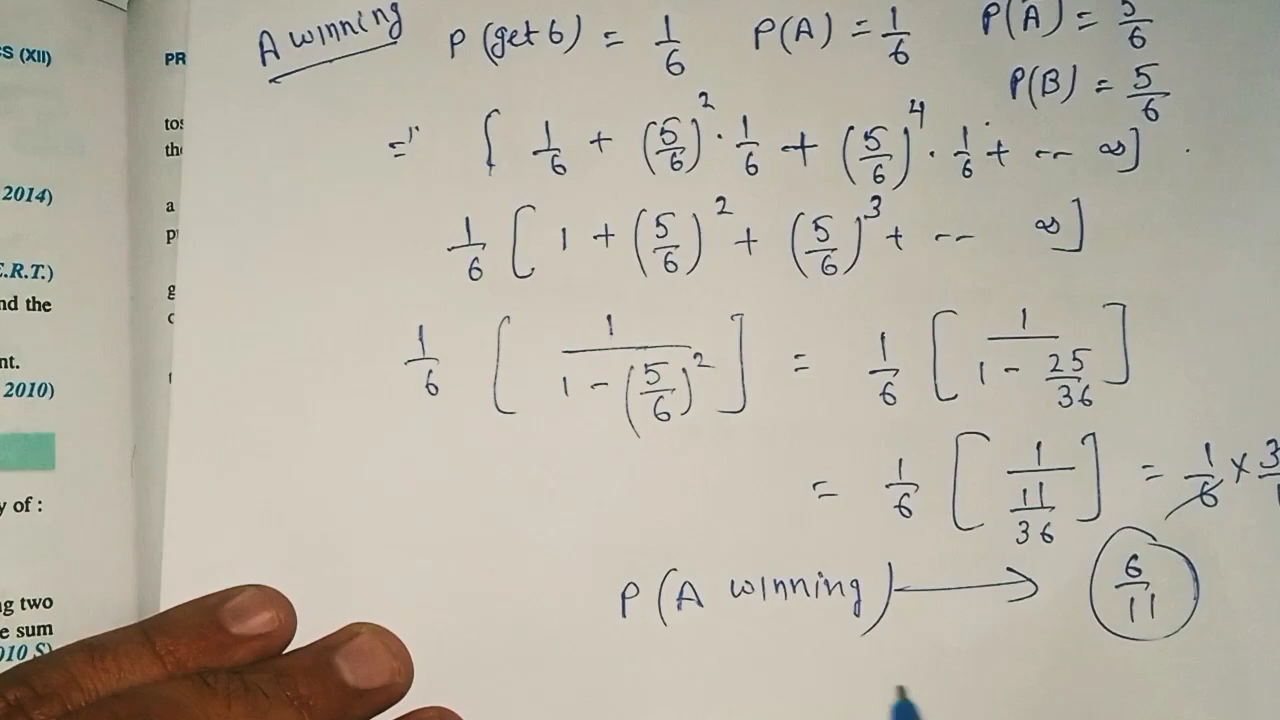 A winning P(get 6) = 1/6 P(A) = 1/6 P(A) = 5/6
P(B) = 5/6
= [ 1/6 + (5/6)^2 · 1/6 + (5/6)^4 · 1/6 + -- ∞]
1/6 [ 1 + (5/6)^2 + (5/6)^3 + -- ∞]
1/6 [ 1/(1 - (5/6)^2) ] = 1/6 [ 1/(1 - 25/36) ]
= 1/6 [ 1/(11/36) ] = 1/6 ×
P(A winning) → 6/11
S (XII)
2014)
.R.T.)
nd the
nt.
2010)
y of :
ng two
e sum
010 S)
PR
tos
the
a
p
g